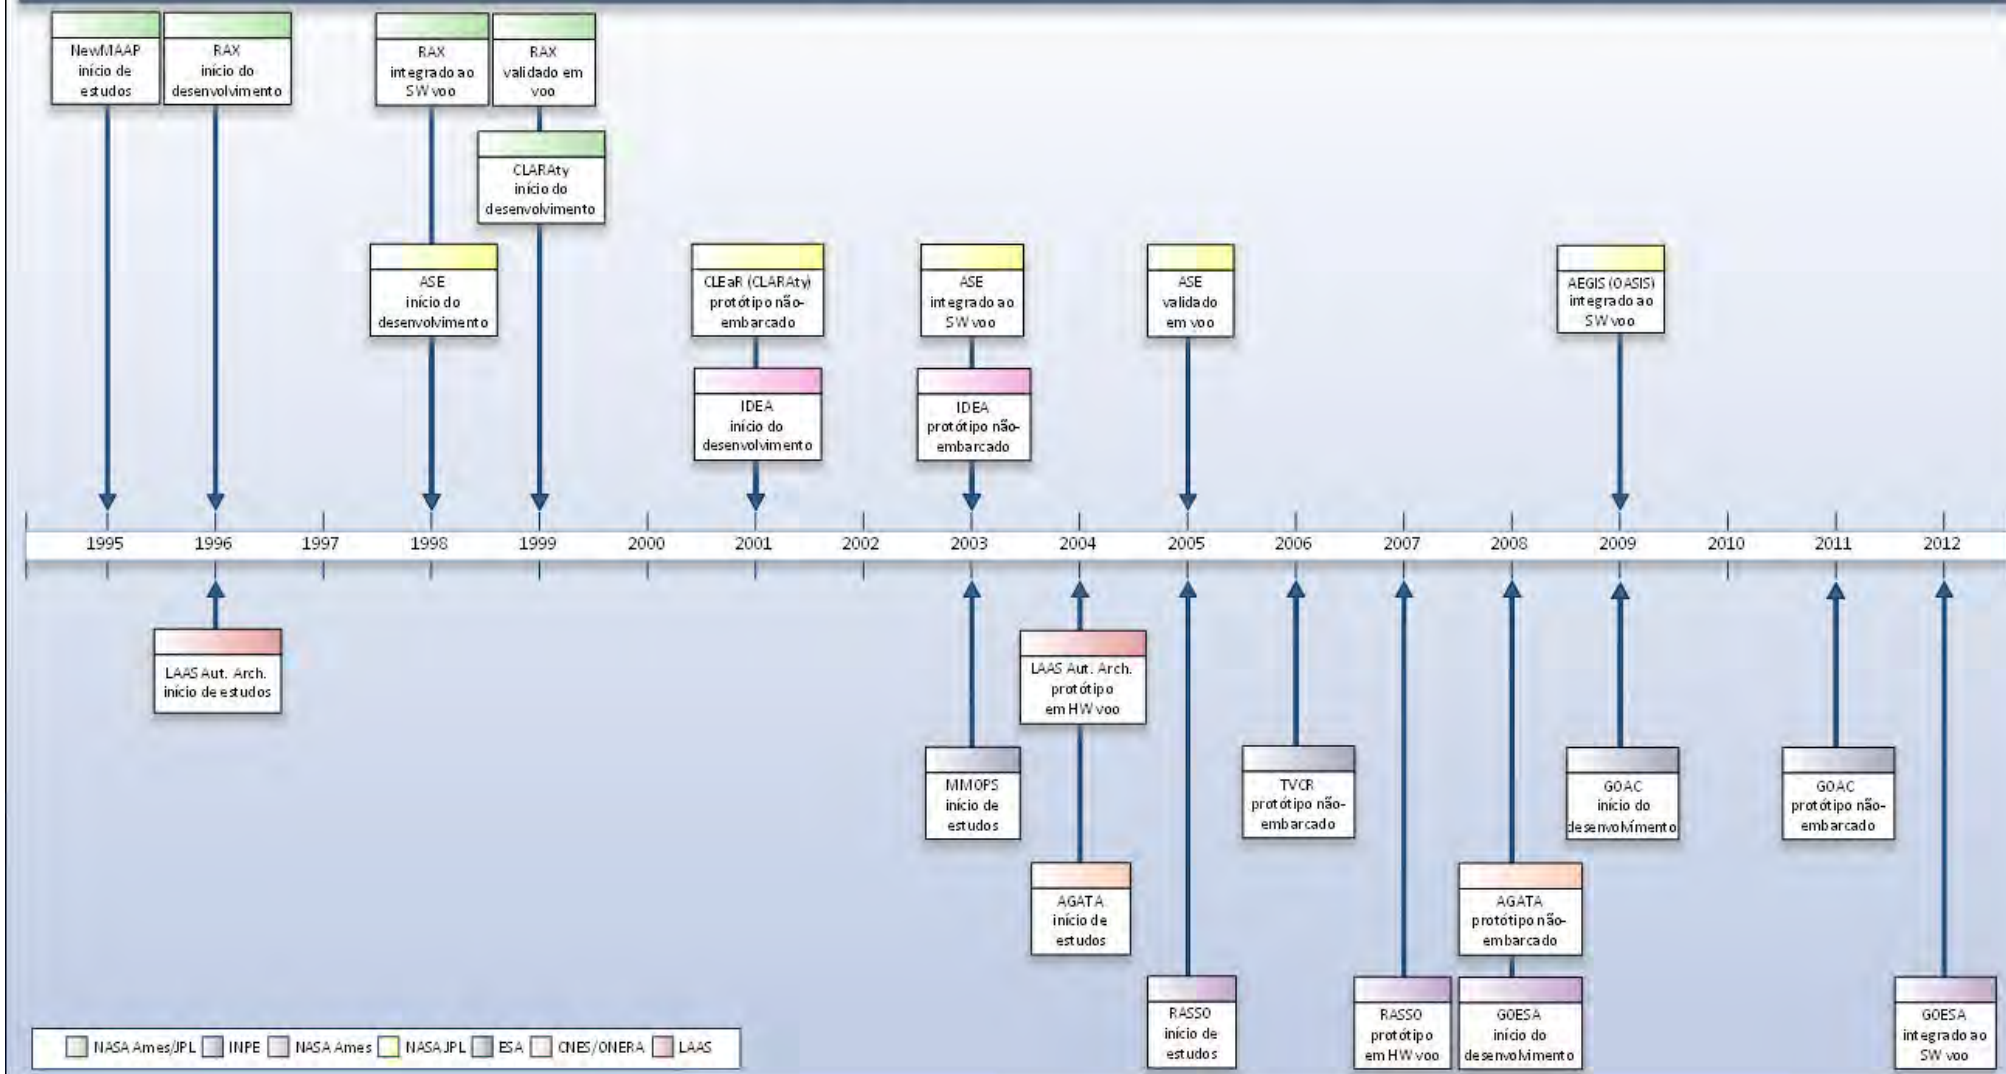 NewMAAP
início de
estudos
RAX
início do
desenvolvimento
RAX
integrado ao
SW voo
RAX
validado em
voo
CLARAty
início do
desenvolvimento
ASE
início do
desenvolvimento
CLEaR (CLARAty)
protótipo não-
embarcado
ASE
integrado ao
SW voo
ASE
validado
em voo
AEGIS (OASIS)
integrado ao
SW voo
IDEA
início do
desenvolvimento
IDEA
protótipo não-
embarcado
1995 1996 1997 1998 1999 2000 2001 2002 2003 2004 2005 2006 2007 2008 2009 2010 2011 2012
LAAS Aut. Arch.
início de estudos
LAAS Aut. Arch.
protótipo
em HW voo
MMOPS
início de
estudos
TVCR
protótipo não-
embarcado
GOAC
início do
desenvolvimento
GOAC
protótipo não-
embarcado
AGATA
início de
estudos
AGATA
protótipo não-
embarcado
RASSO
início de
estudos
RASSO
protótipo
em HW voo
GOESA
início do
desenvolvimento
GOESA
integrado ao
SW voo
NASA Ames/JPL INPE NASA Ames NASA JPL ESA CNES/ONERA LAAS